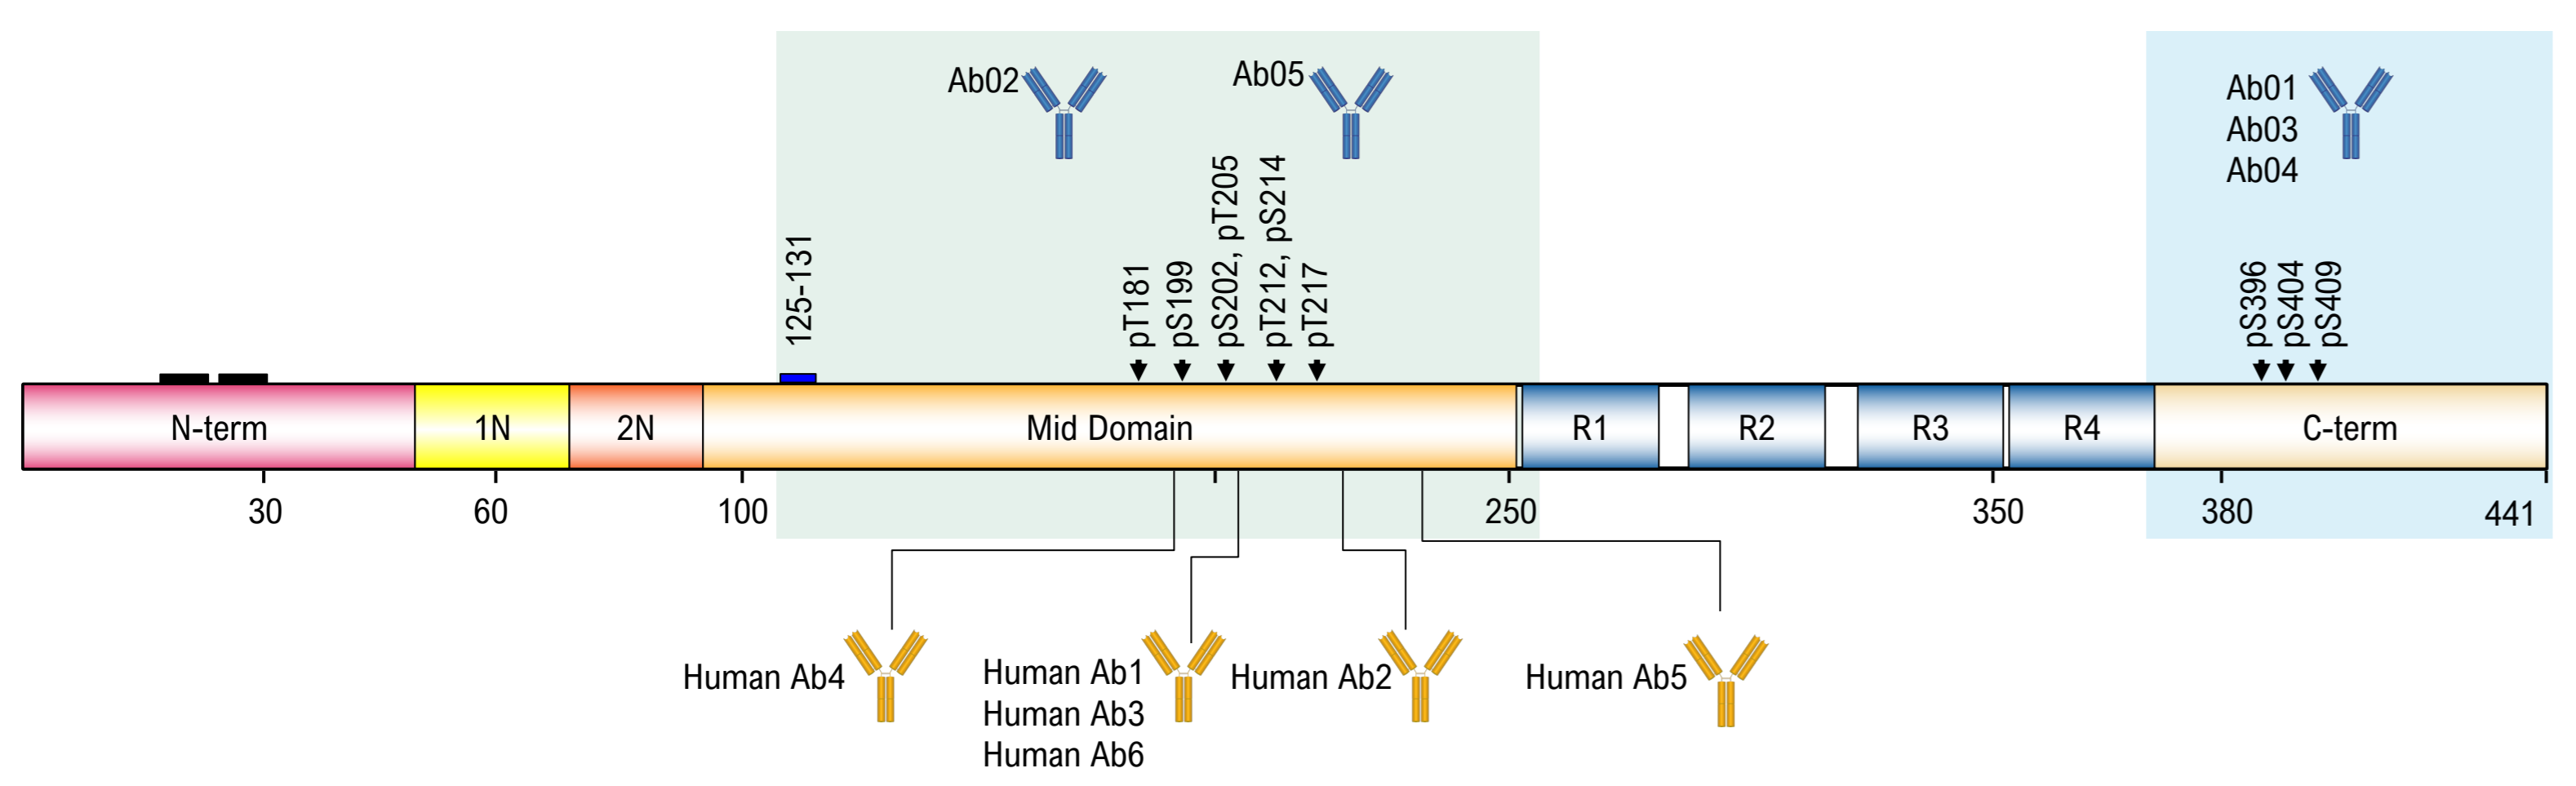 Ab02
Ab05
Ab01
Ab03
Ab04
125-131
pT181
pS199
pS202, pT205
pT212, pS214
pT217
pS396
pS404
pS409
N-term
1N
2N
Mid Domain
R1
R2
R3
R4
C-term
30
60
100
250
350
380
441
Human Ab4
Human Ab1
Human Ab3
Human Ab6
Human Ab2
Human Ab5